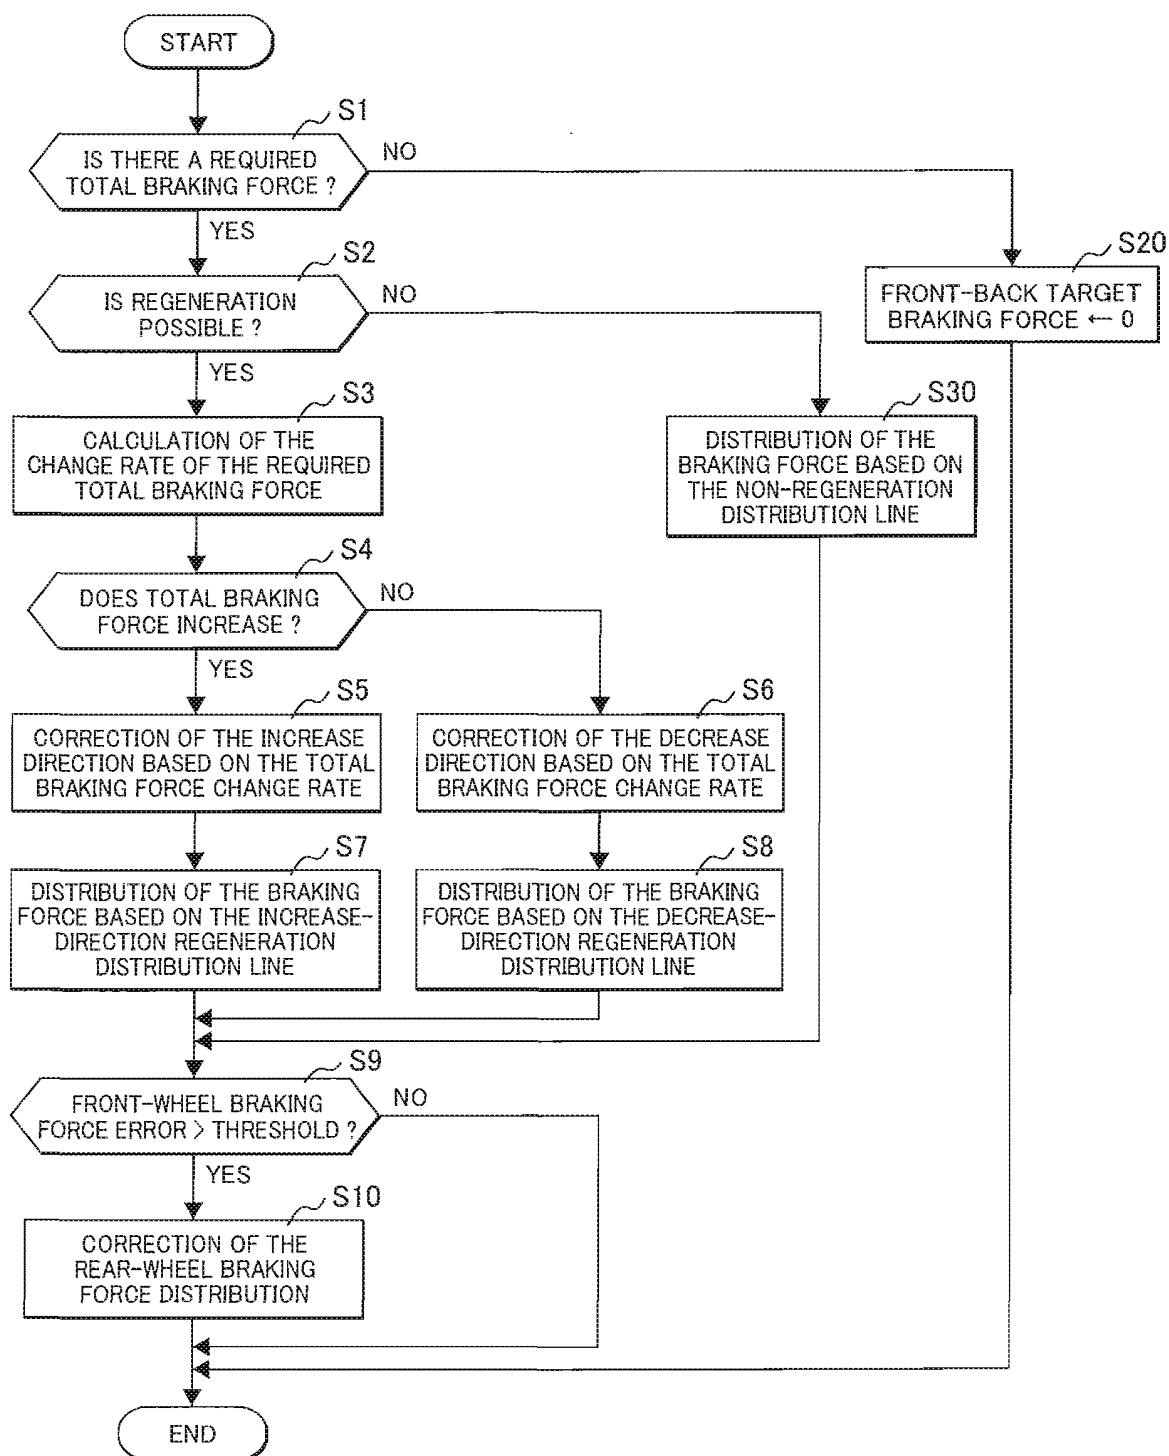 START
S1
IS THERE A REQUIRED
TOTAL BRAKING FORCE ?
NO
YES
S2
IS REGENERATION
POSSIBLE ?
NO
YES
S20
FRONT-BACK TARGET
BRAKING FORCE ← 0
S3
CALCULATION OF THE
CHANGE RATE OF THE REQUIRED
TOTAL BRAKING FORCE
S30
DISTRIBUTION OF THE
BRAKING FORCE BASED ON
THE NON-REGENERATION
DISTRIBUTION LINE
S4
DOES TOTAL BRAKING
FORCE INCREASE ?
NO
YES
S5
CORRECTION OF THE INCREASE
DIRECTION BASED ON THE TOTAL
BRAKING FORCE CHANGE RATE
S6
CORRECTION OF THE DECREASE
DIRECTION BASED ON THE TOTAL
BRAKING FORCE CHANGE RATE
S7
DISTRIBUTION OF THE BRAKING
FORCE BASED ON THE INCREASE-
DIRECTION REGENERATION
DISTRIBUTION LINE
S8
DISTRIBUTION OF THE BRAKING
FORCE BASED ON THE DECREASE-
DIRECTION REGENERATION
DISTRIBUTION LINE
S9
FRONT-WHEEL BRAKING
FORCE ERROR > THRESHOLD ?
NO
YES
S10
CORRECTION OF THE
REAR-WHEEL BRAKING
FORCE DISTRIBUTION
END